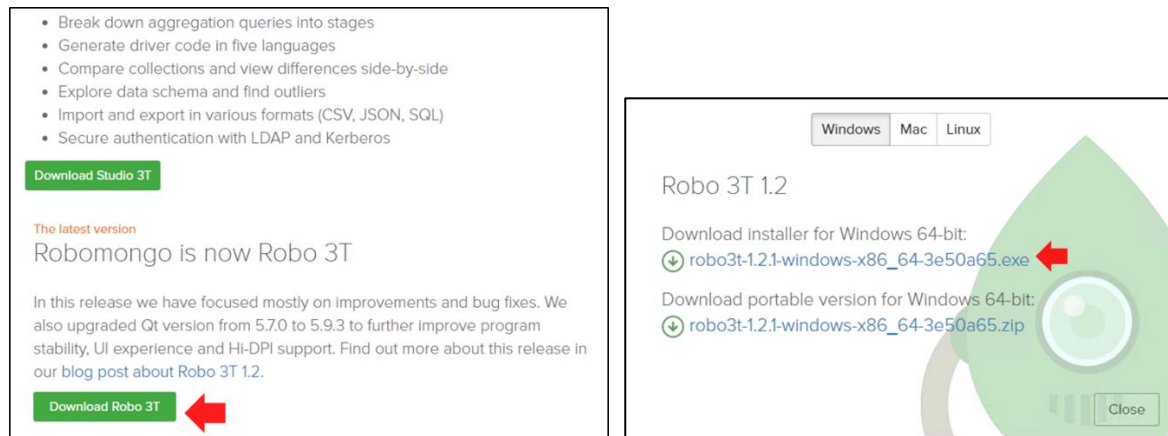 Break down aggregation queries into stages
Generate driver code in five languages
Compare collections and view differences side-by-side
Explore data schema and find outliers
Import and export in various formats (CSV, JSON, SQL)
Secure authentication with LDAP and Kerberos
Download Studio 3T
The latest version
Robomongo is now Robo 3T
In this release we have focused mostly on improvements and bug fixes. We
also upgraded Qt version from 5.7.0 to 5.9.3 to further improve program
stability, UI experience and Hi-DPI support. Find out more about this release in
our blog post about Robo 3T 1.2.
Download Robo 3T
Windows Mac Linux
Robo 3T 1.2
Download installer for Windows 64-bit:
robo3t-1.2.1-windows-x86_64-3e50a65.exe
Download portable version for Windows 64-bit:
robo3t-1.2.1-windows-x86_64-3e50a65.zip
Close